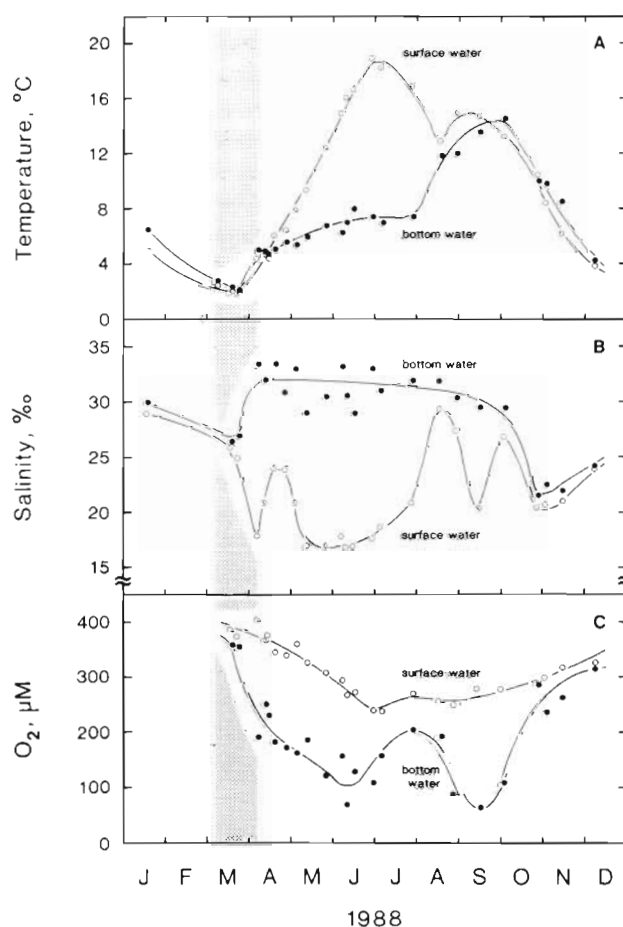 A
Temperature, °C
20
16
12
8
4
0
surface water
bottom water
B
Salinity, ‰
35
30
25
20
15
bottom water
surface water
C
O₂, µM
400
300
200
100
0
surface water
bottom
water
J F M A M J J A S O N D
1988